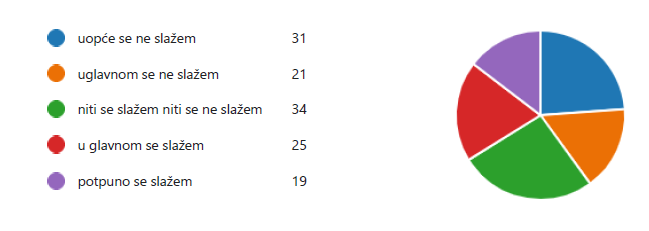 uopće se ne slažem 31
uglavnom se ne slažem 21
niti se slažem niti se ne slažem 34
u glavnom se slažem 25
potpuno se slažem 19